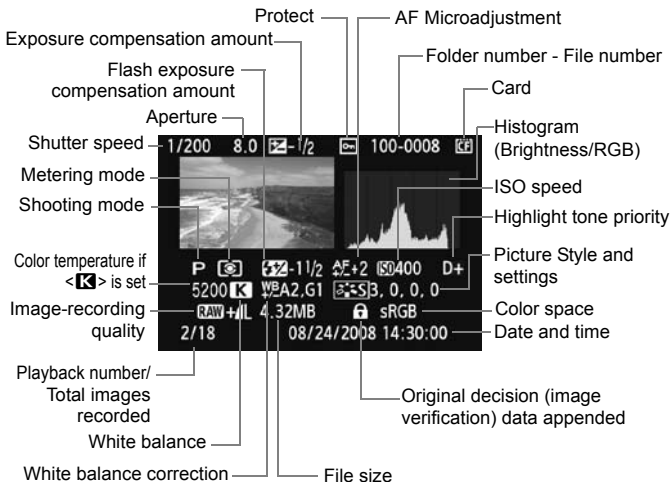 Protect
AF Microadjustment
Exposure compensation amount
Folder number - File number
Flash exposure
compensation amount
Card
Aperture
Histogram
(Brightness/RGB)
Shutter speed
1/200 8.0 -1/2 100-0008 CF
Metering mode
ISO speed
Shooting mode
Highlight tone priority
P -1 1/2 AF+2 ISO400 D+
Color temperature if
<K> is set
Picture Style and
settings
5200 K WB A2,G1 S 3, 0, 0, 0
Image-recording
quality
RAW+L 4.32MB sRGB
Color space
2/18 08/24/2008 14:30:00
Date and time
Playback number/
Total images
recorded
Original decision (image
verification) data appended
White balance
White balance correction
File size